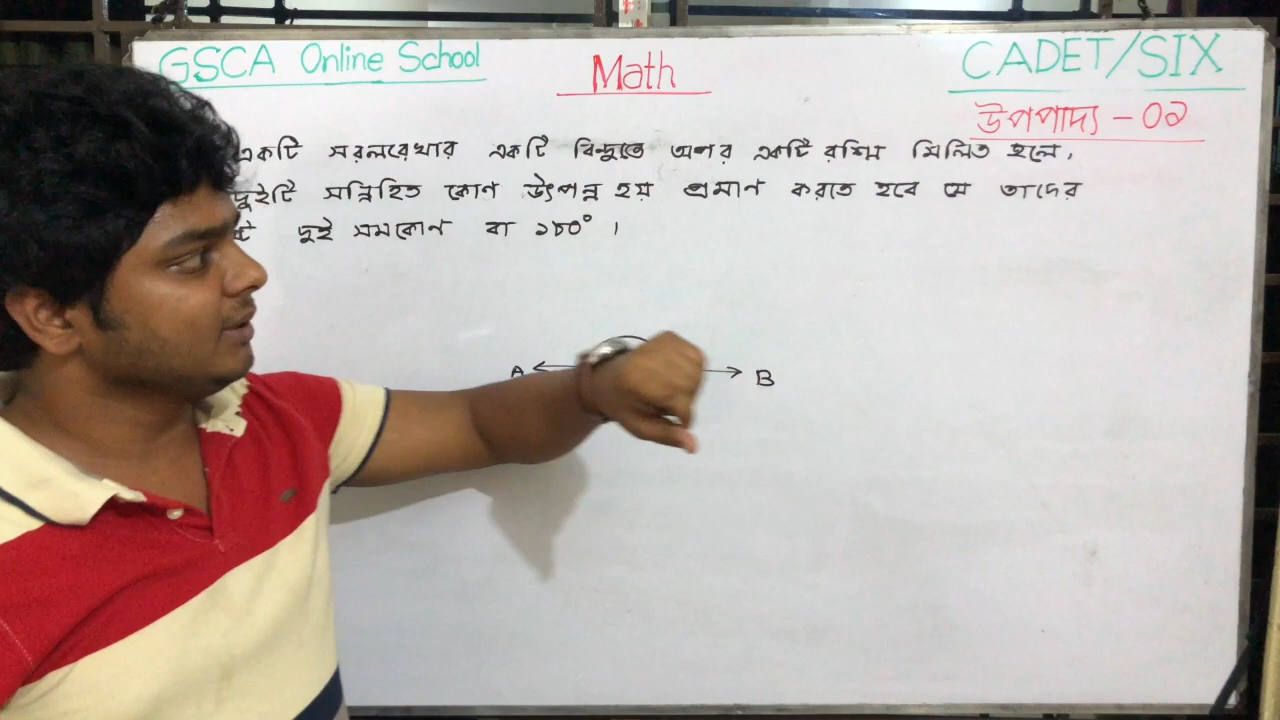 GSCA Online School
Math
CADET/SIX
উপপাদ্য - ০২
একটি সরলরেখার একটি বিন্দুতে অপর একটি রশ্মি মিলিত হলে,
দুইটি সন্নিহিত কোণ উৎপন্ন হয় প্রমাণ করতে হবে যে তাদের
দুই সমকোণ বা ১৮০° ।
A B